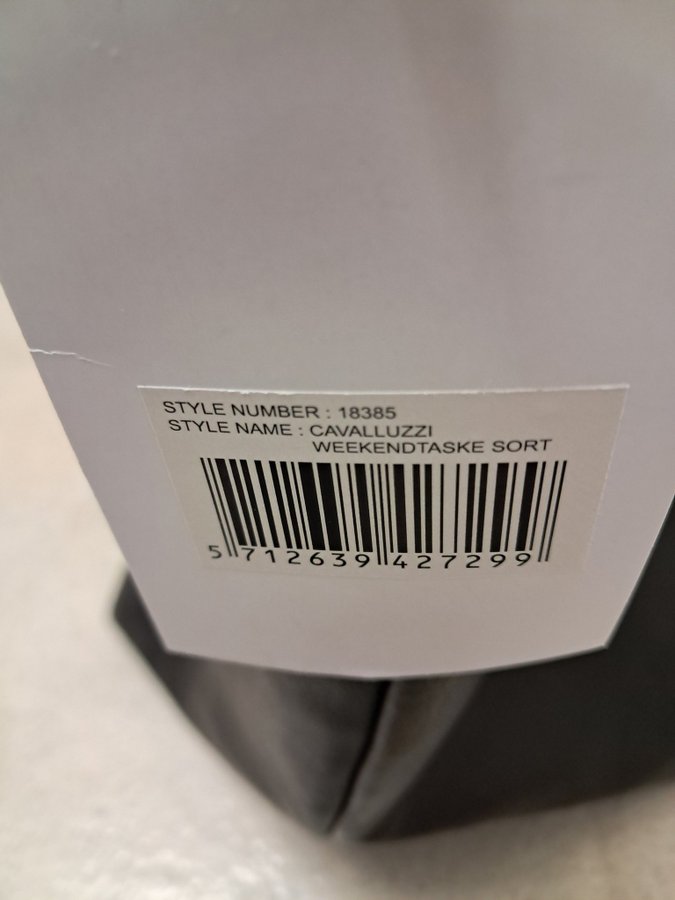 STYLE NUMBER : 18385
STYLE NAME : CAVALLUZZI
WEEKENDTASKE SORT
5 712639 427299